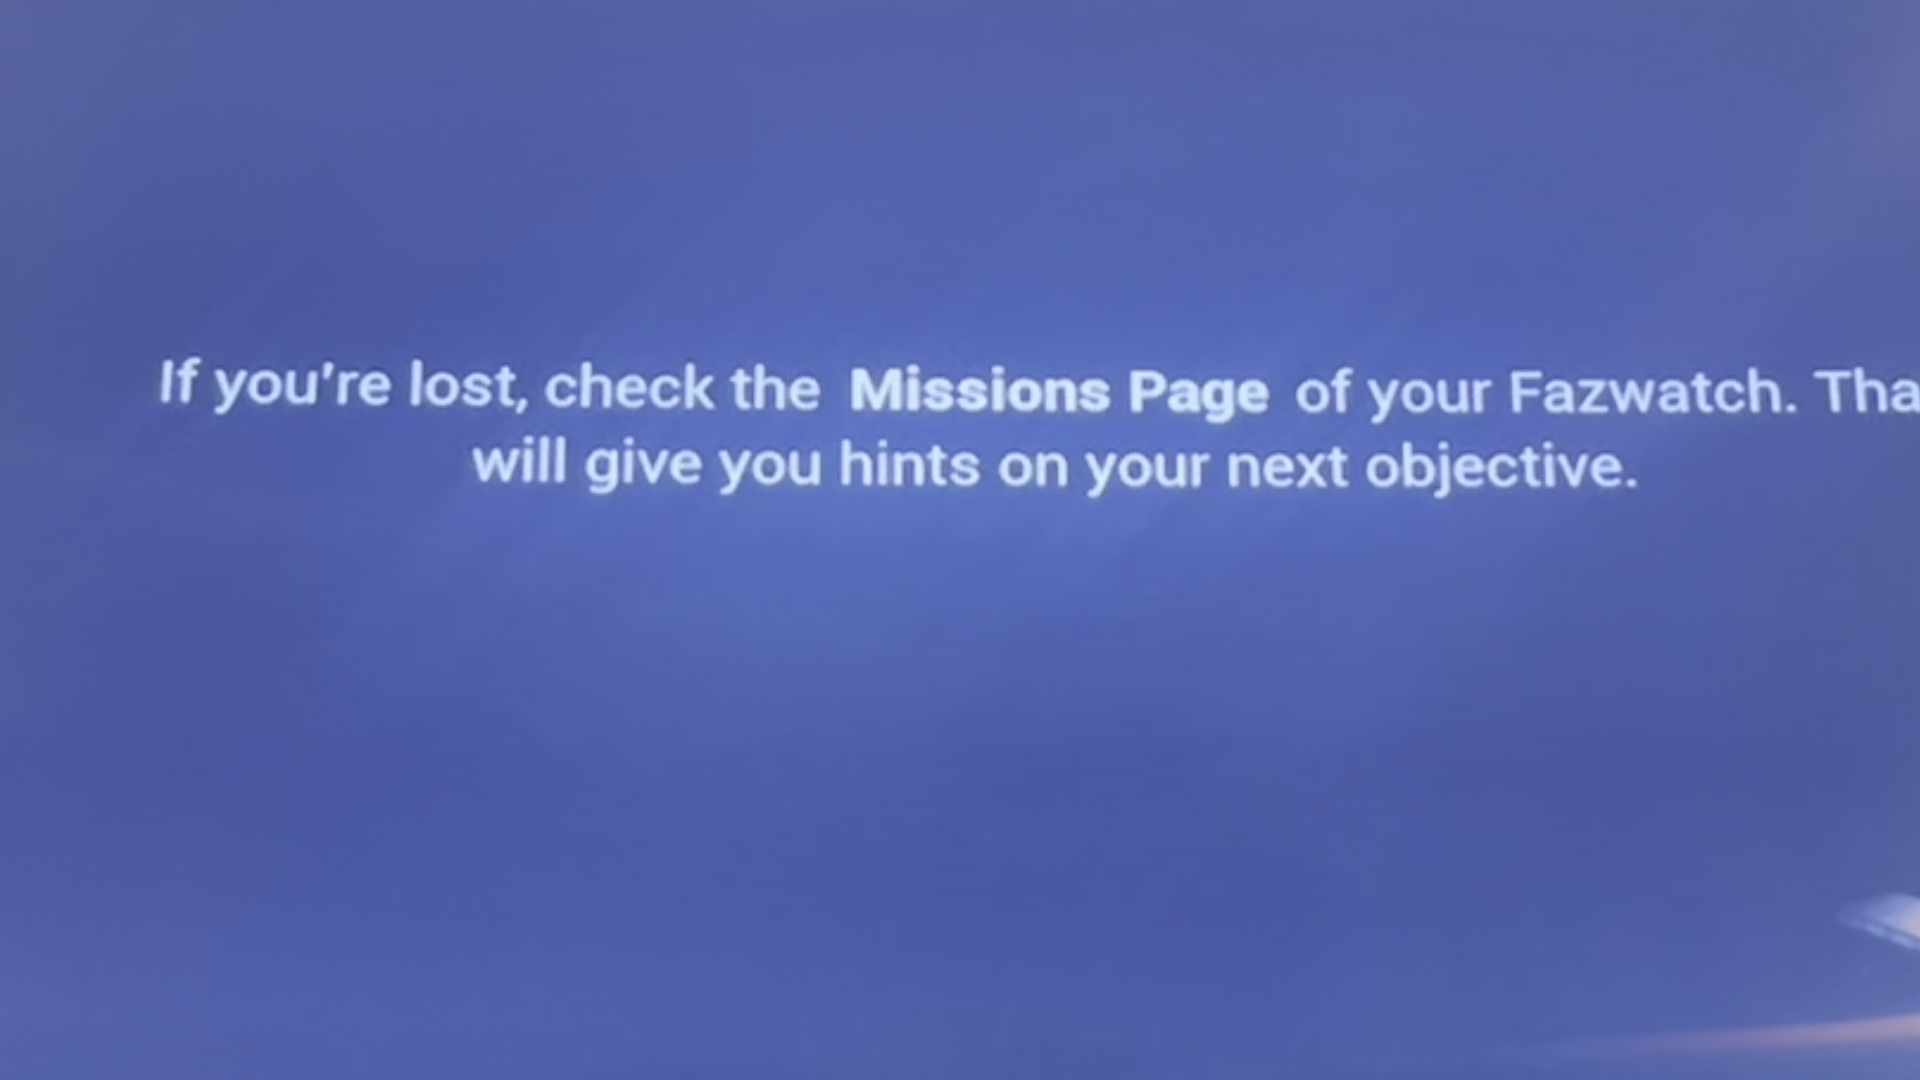 If you're lost, check the Missions Page of your Fazwatch. Tha
will give you hints on your next objective.